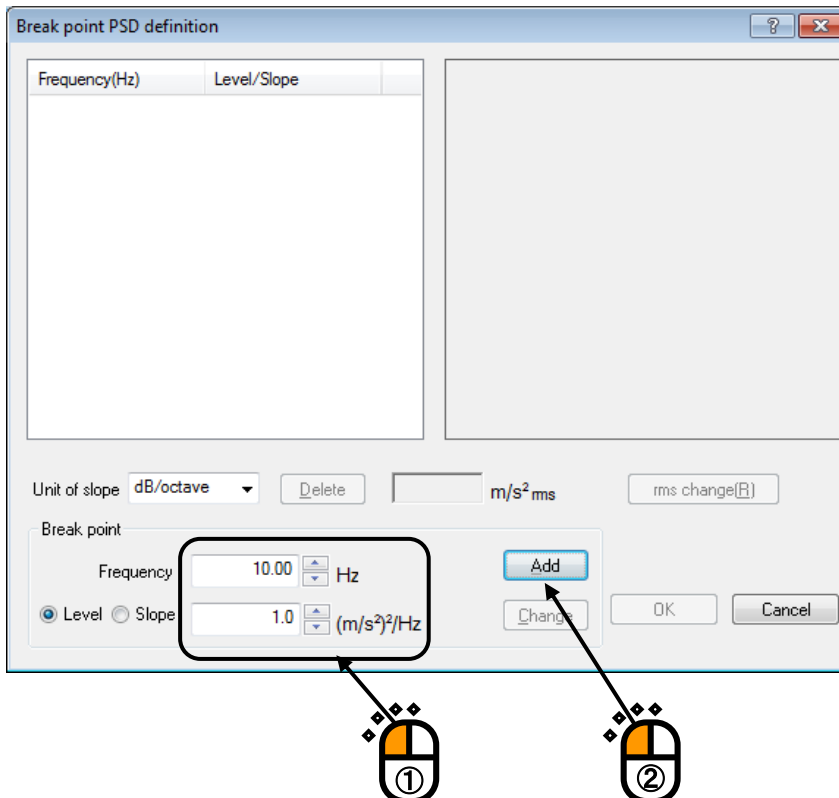 Break point PSD definition
Frequency(Hz) Level/Slope
Unit of slope dB/octave Delete m/s² rms rms change(R)
Break point
Frequency 10.00 Hz Add
Level Slope 1.0 (m/s²)²/Hz Change OK Cancel
① ②